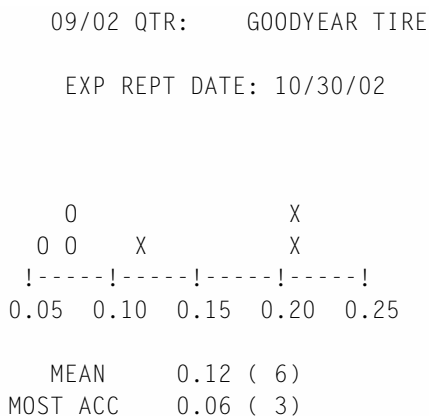 09/02 QTR: GOODYEAR TIRE
EXP REPT DATE: 10/30/02
O X
O O X X
!-----!-----!-----!-----!
0.05 0.10 0.15 0.20 0.25
MEAN 0.12 ( 6)
MOST ACC 0.06 ( 3)